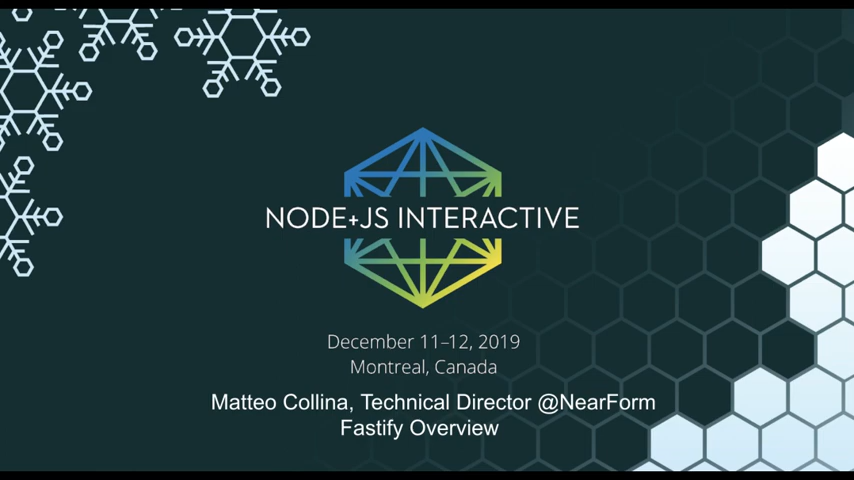 NODE+JS INTERACTIVE
December 11–12, 2019
Montreal, Canada
Matteo Collina, Technical Director @NearForm
Fastify Overview